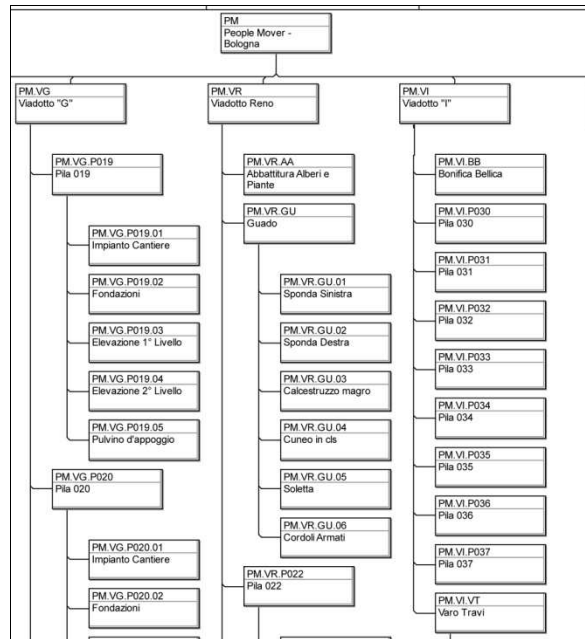 PM
People Mover -
Bologna
PM.VG
Viadotto "G"
PM.VG.P019
Pila 019
PM.VG.P019.01
Impianto Cantiere
PM.VG.P019.02
Fondazioni
PM.VG.P019.03
Elevazione 1° Livello
PM.VG.P019.04
Elevazione 2° Livello
PM.VG.P019.05
Pulvino d'appoggio
PM.VG.P020
Pila 020
PM.VG.P020.01
Impianto Cantiere
PM.VG.P020.02
Fondazioni
PM.VR
Viadotto Reno
PM.VR.AA
Abbattitura Alberi e
Piante
PM.VR.GU
Guado
PM.VR.GU.01
Sponda Sinistra
PM.VR.GU.02
Sponda Destra
PM.VR.GU.03
Calcestruzzo magro
PM.VR.GU.04
Cuneo in cls
PM.VR.GU.05
Soletta
PM.VR.GU.06
Cordoli Armati
PM.VR.P022
Pila 022
PM.VI
Viadotto "I"
PM.VI.BB
Bonifica Bellica
PM.VI.P030
Pila 030
PM.VI.P031
Pila 031
PM.VI.P032
Pila 032
PM.VI.P033
Pila 033
PM.VI.P034
Pila 034
PM.VI.P035
Pila 035
PM.VI.P036
Pila 036
PM.VI.P037
Pila 037
PM.VI.VT
Varo Travi